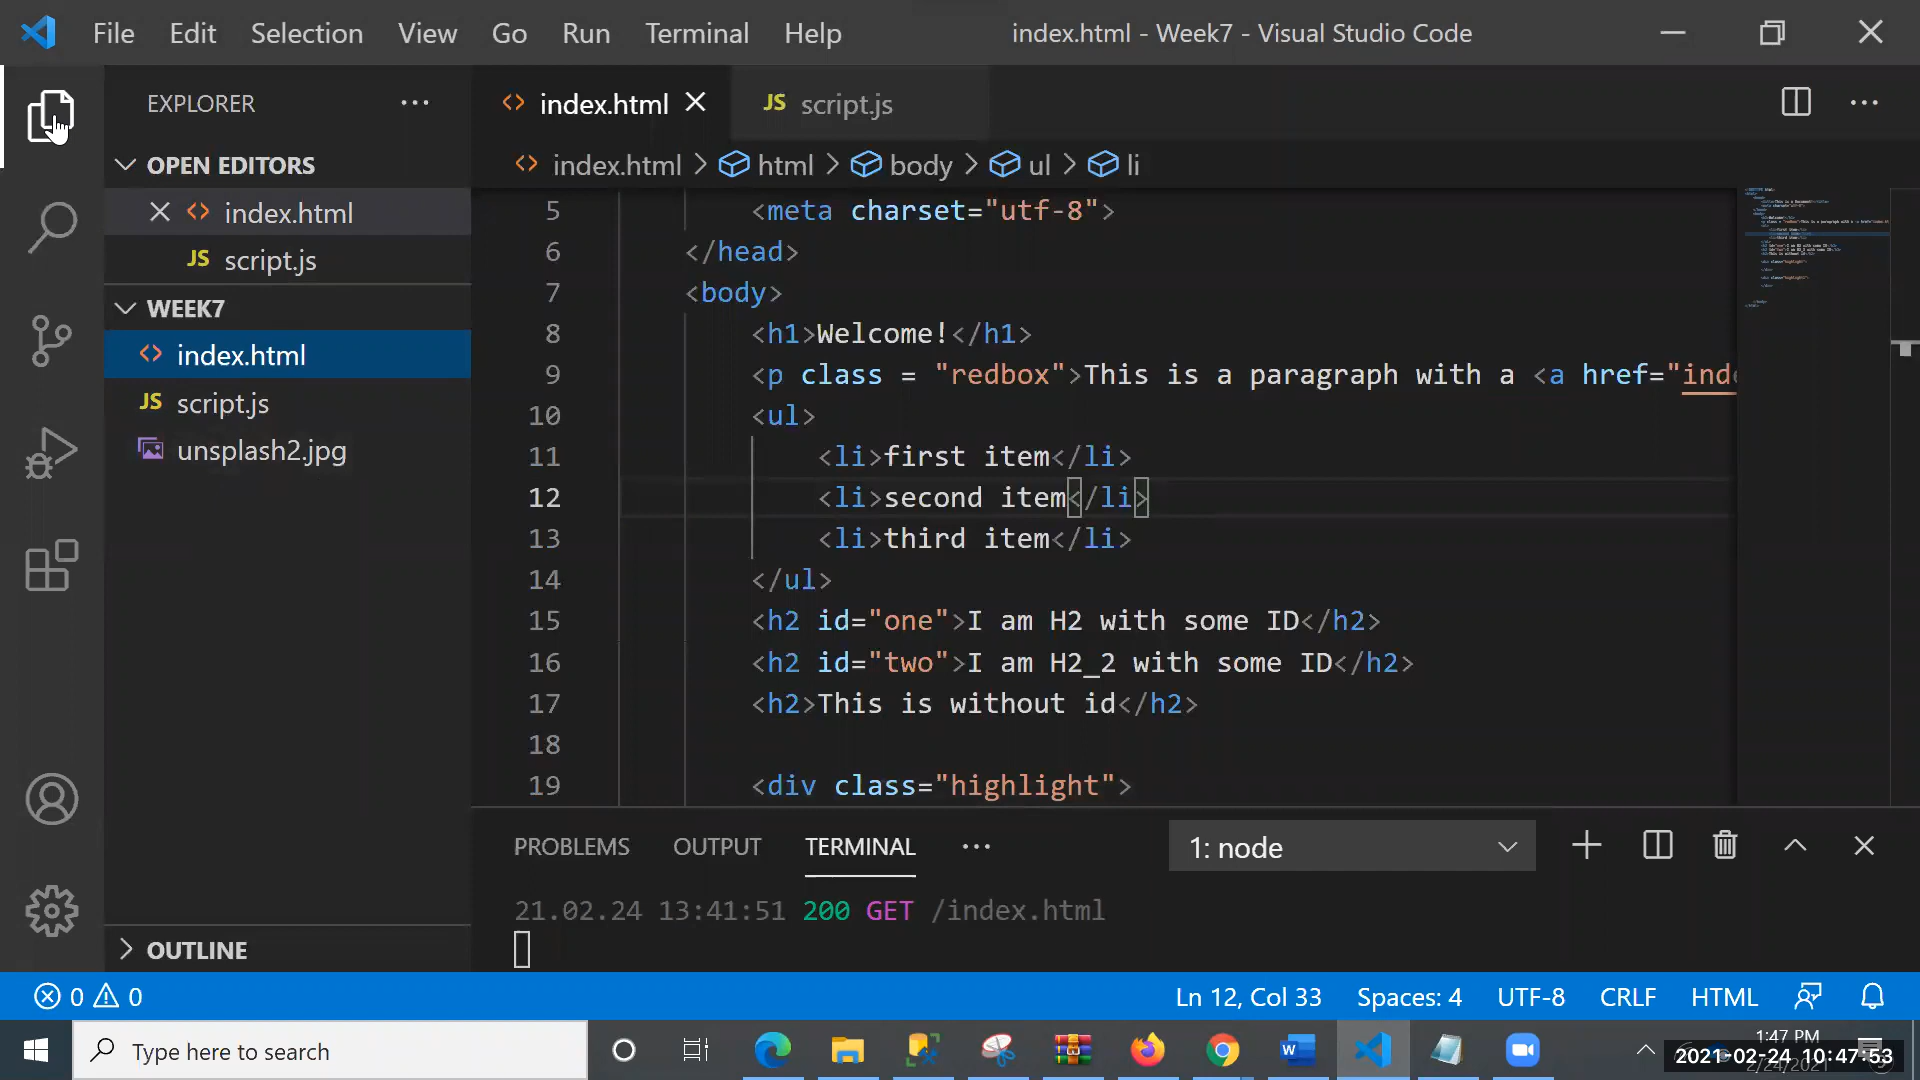 File Edit Selection View Go Run Terminal Help index.html - Week7 - Visual Studio Code
EXPLORER
index.html
JS script.js
OPEN EDITORS
index.html
JS script.js
WEEK7
index.html
JS script.js
unsplash2.jpg
OUTLINE
index.html > html > body > ul > li
5 <meta charset="utf-8">
6 </head>
7 <body>
8 <h1>Welcome!</h1>
9 <p class = "redbox">This is a paragraph with a <a href="inde
10 <ul>
11 <li>first item</li>
12 <li>second item</li>
13 <li>third item</li>
14 </ul>
15 <h2 id="one">I am H2 with some ID</h2>
16 <h2 id="two">I am H2_2 with some ID</h2>
17 <h2>This is without id</h2>
18
19 <div class="highlight">
PROBLEMS OUTPUT TERMINAL 1: node
21.02.24 13:41:51 200 GET /index.html
0 0 Ln 12, Col 33 Spaces: 4 UTF-8 CRLF HTML
Type here to search
1:47 PM
2021-02-24 10:47:53